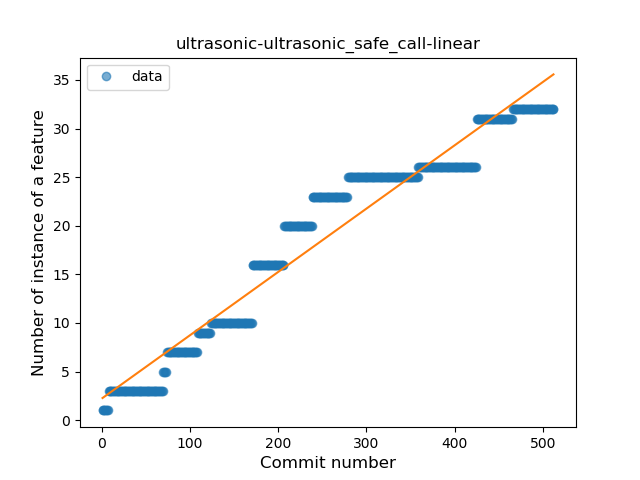 ultrasonic-ultrasonic_safe_call-linear
data
Number of instance of a feature
35
30
25
20
15
10
5
0
0 100 200 300 400 500
Commit number